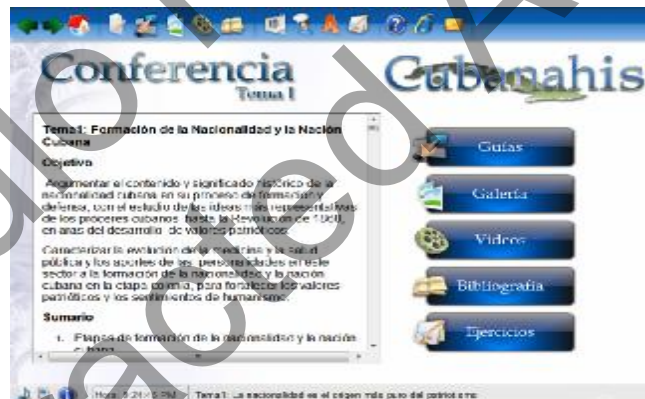 Conferencia
Tema I
Cubanahis
Tema1: Formación de la Nacionalidad y la Nación
Cubana
Objetivo
Argumentar el contenido y significado histórico de la
nacionalidad cubana en su proceso de formación y
defensa, con el estudio de las ideas más representativas
de los próceres cubanos hasta la Revolución de 1868,
en aras del desarrollo de valores patrióticos.
Caracterizar la evolución de la medicina y la salud
pública y los aportes de las personalidades en este
sector a la formación de la nacionalidad y la nación
cubana en la etapa colonia, para fortalecer los valores
patrióticos y los sentimientos de humanismo.
Sumario
1. Etapas de formación de la nacionalidad y la nación
cubana
Guías
Galería
Videos
Bibliografía
Ejercicios
Hora: PM
Tema1: La nacionalidad es el origen más puro del patriotismo